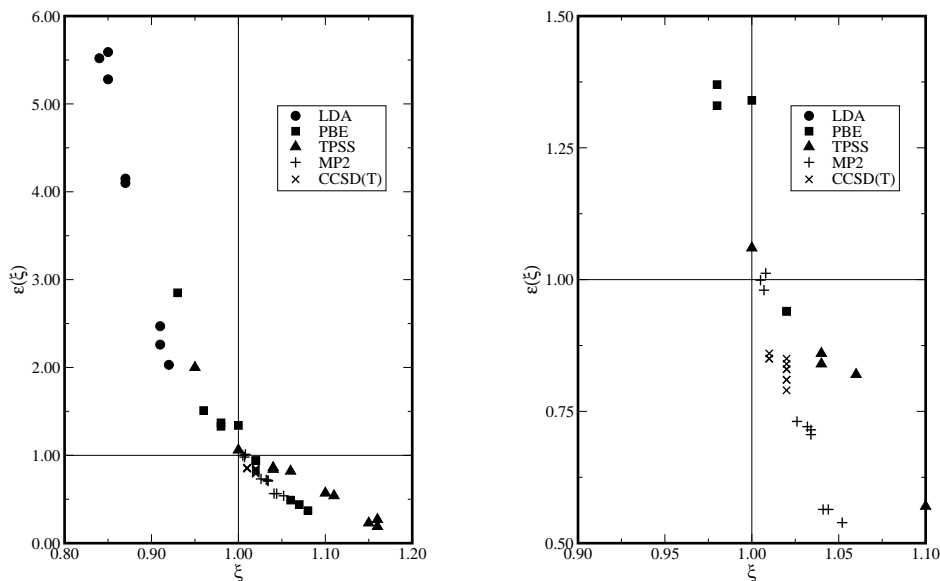 6.00
5.00
4.00
3.00
2.00
1.00
0.00
ε(ξ)
0.80
0.90
1.00
1.10
1.20
ξ
LDA
PBE
TPSS
MP2
CCSD(T)
1.50
1.25
1.00
0.75
0.50
ε(ξ)
0.90
0.95
1.00
1.05
1.10
ξ
LDA
PBE
TPSS
MP2
CCSD(T)